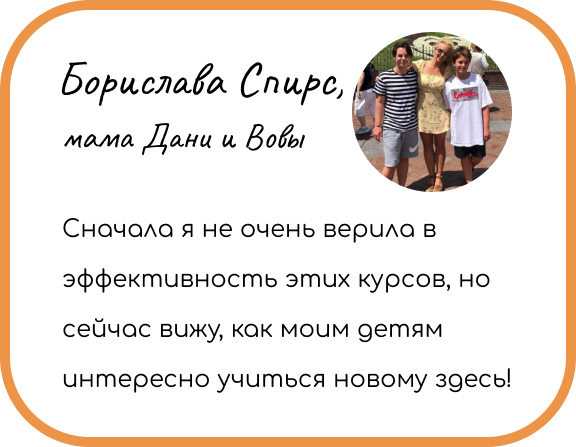 Борислава Спирс,
мама Дани и Вовы
Сначала я не очень верила в
эффективность этих курсов, но
сейчас вижу, как моим детям
интересно учиться новому здесь!